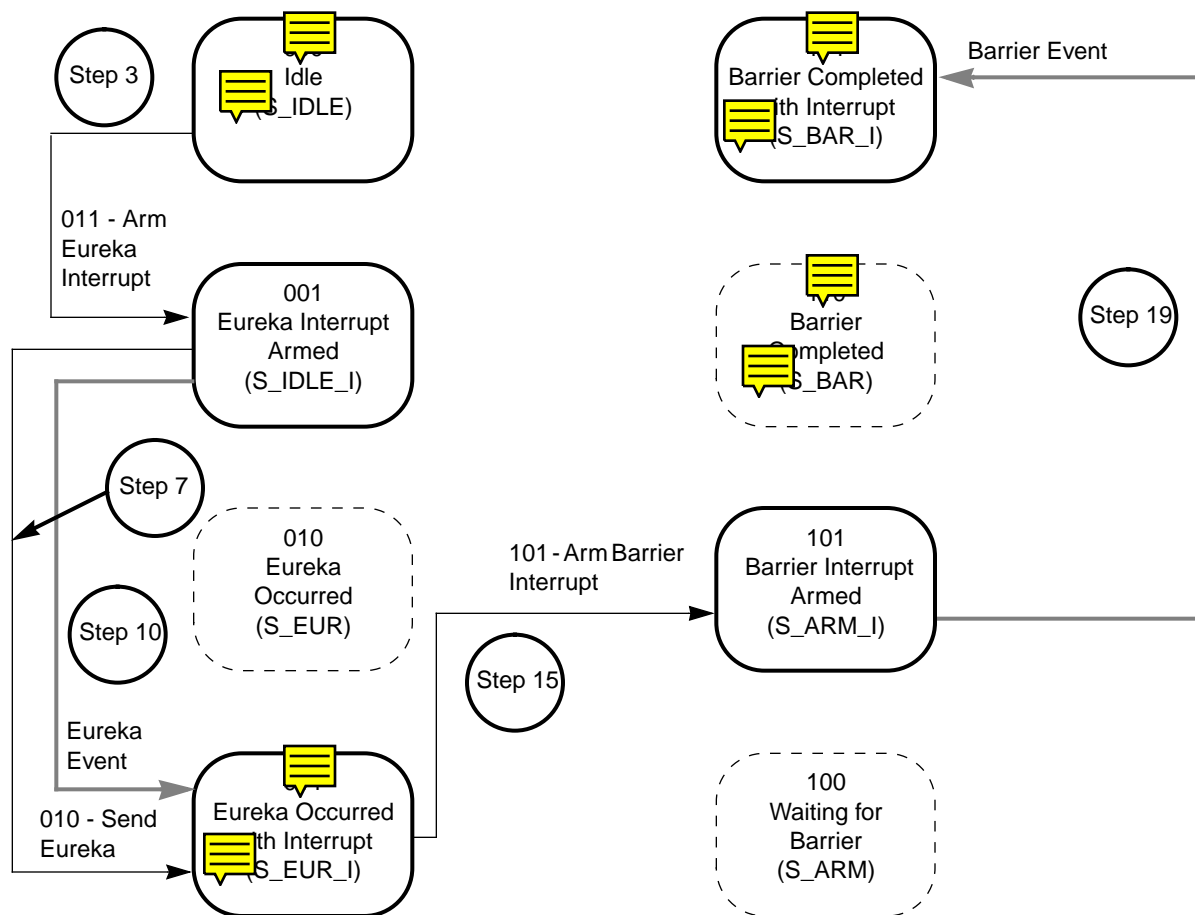 Step 3
Idle
(S_IDLE)
Barrier Completed
Interrupt
(S_BAR_I)
Barrier Event
011 - Arm
Eureka
Interrupt
001
Eureka Interrupt
Armed
(S_IDLE_I)
Barrier
(S_BAR)
Step 19
Step 7
010
Eureka
Occurred
(S_EUR)
Step 10
101 - Arm Barrier
Interrupt
101
Barrier Interrupt
Armed
(S_ARM_I)
Step 15
Eureka
Event
010 - Send
Eureka
Eureka Occurred
Interrupt
(S_EUR_I)
100
Waiting for
Barrier
(S_ARM)